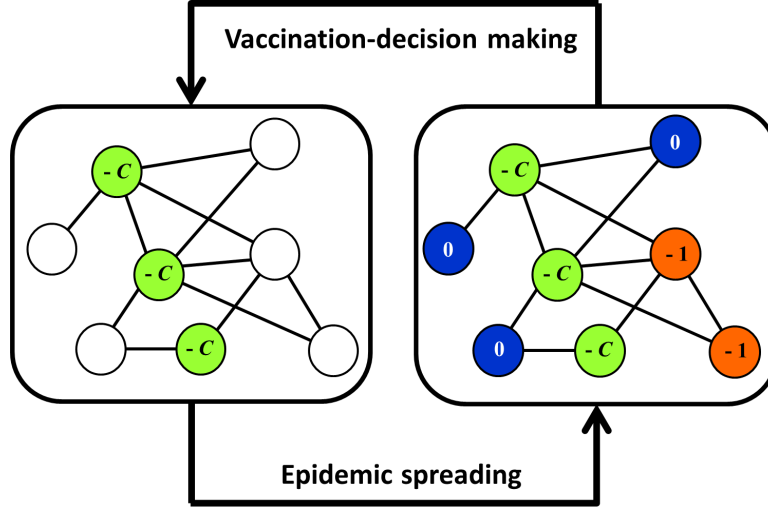 Vaccination-decision making
- C
- C
- C
0
- C
0
- C
- 1
0
- C
- 1
Epidemic spreading